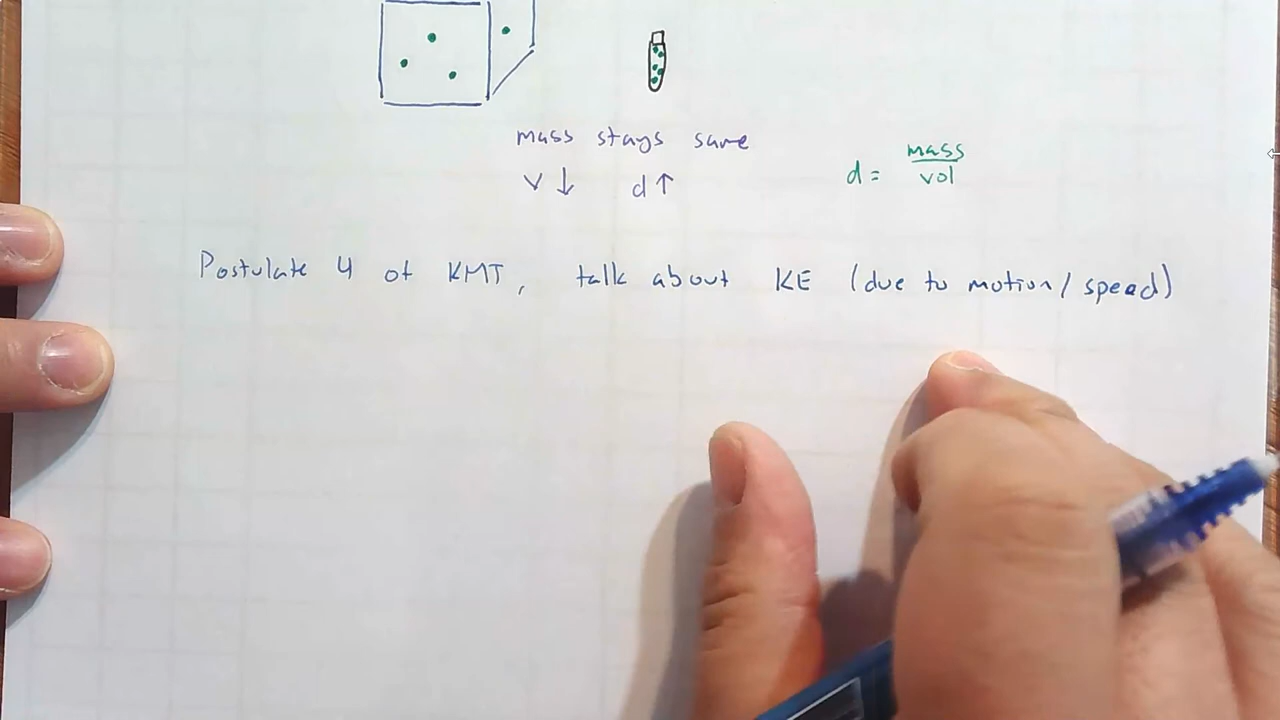 mass stays same
V ↓ d ↑
d = mass/vol
Postulate 4 of KMT, talk about KE (due to motion/speed)